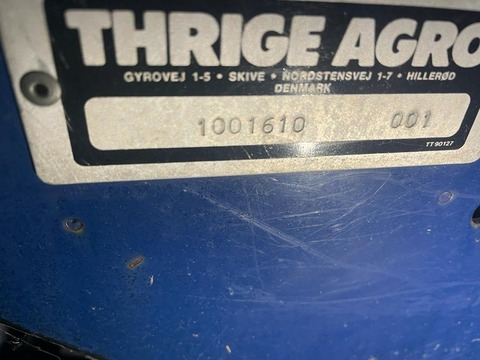 THRIGE AGRO
GYROVEJ 1-5 • SKIVE • NORDSTENSVEJ 1-7 • HILLERØD
DENMARK
1001610 001
TT 90127